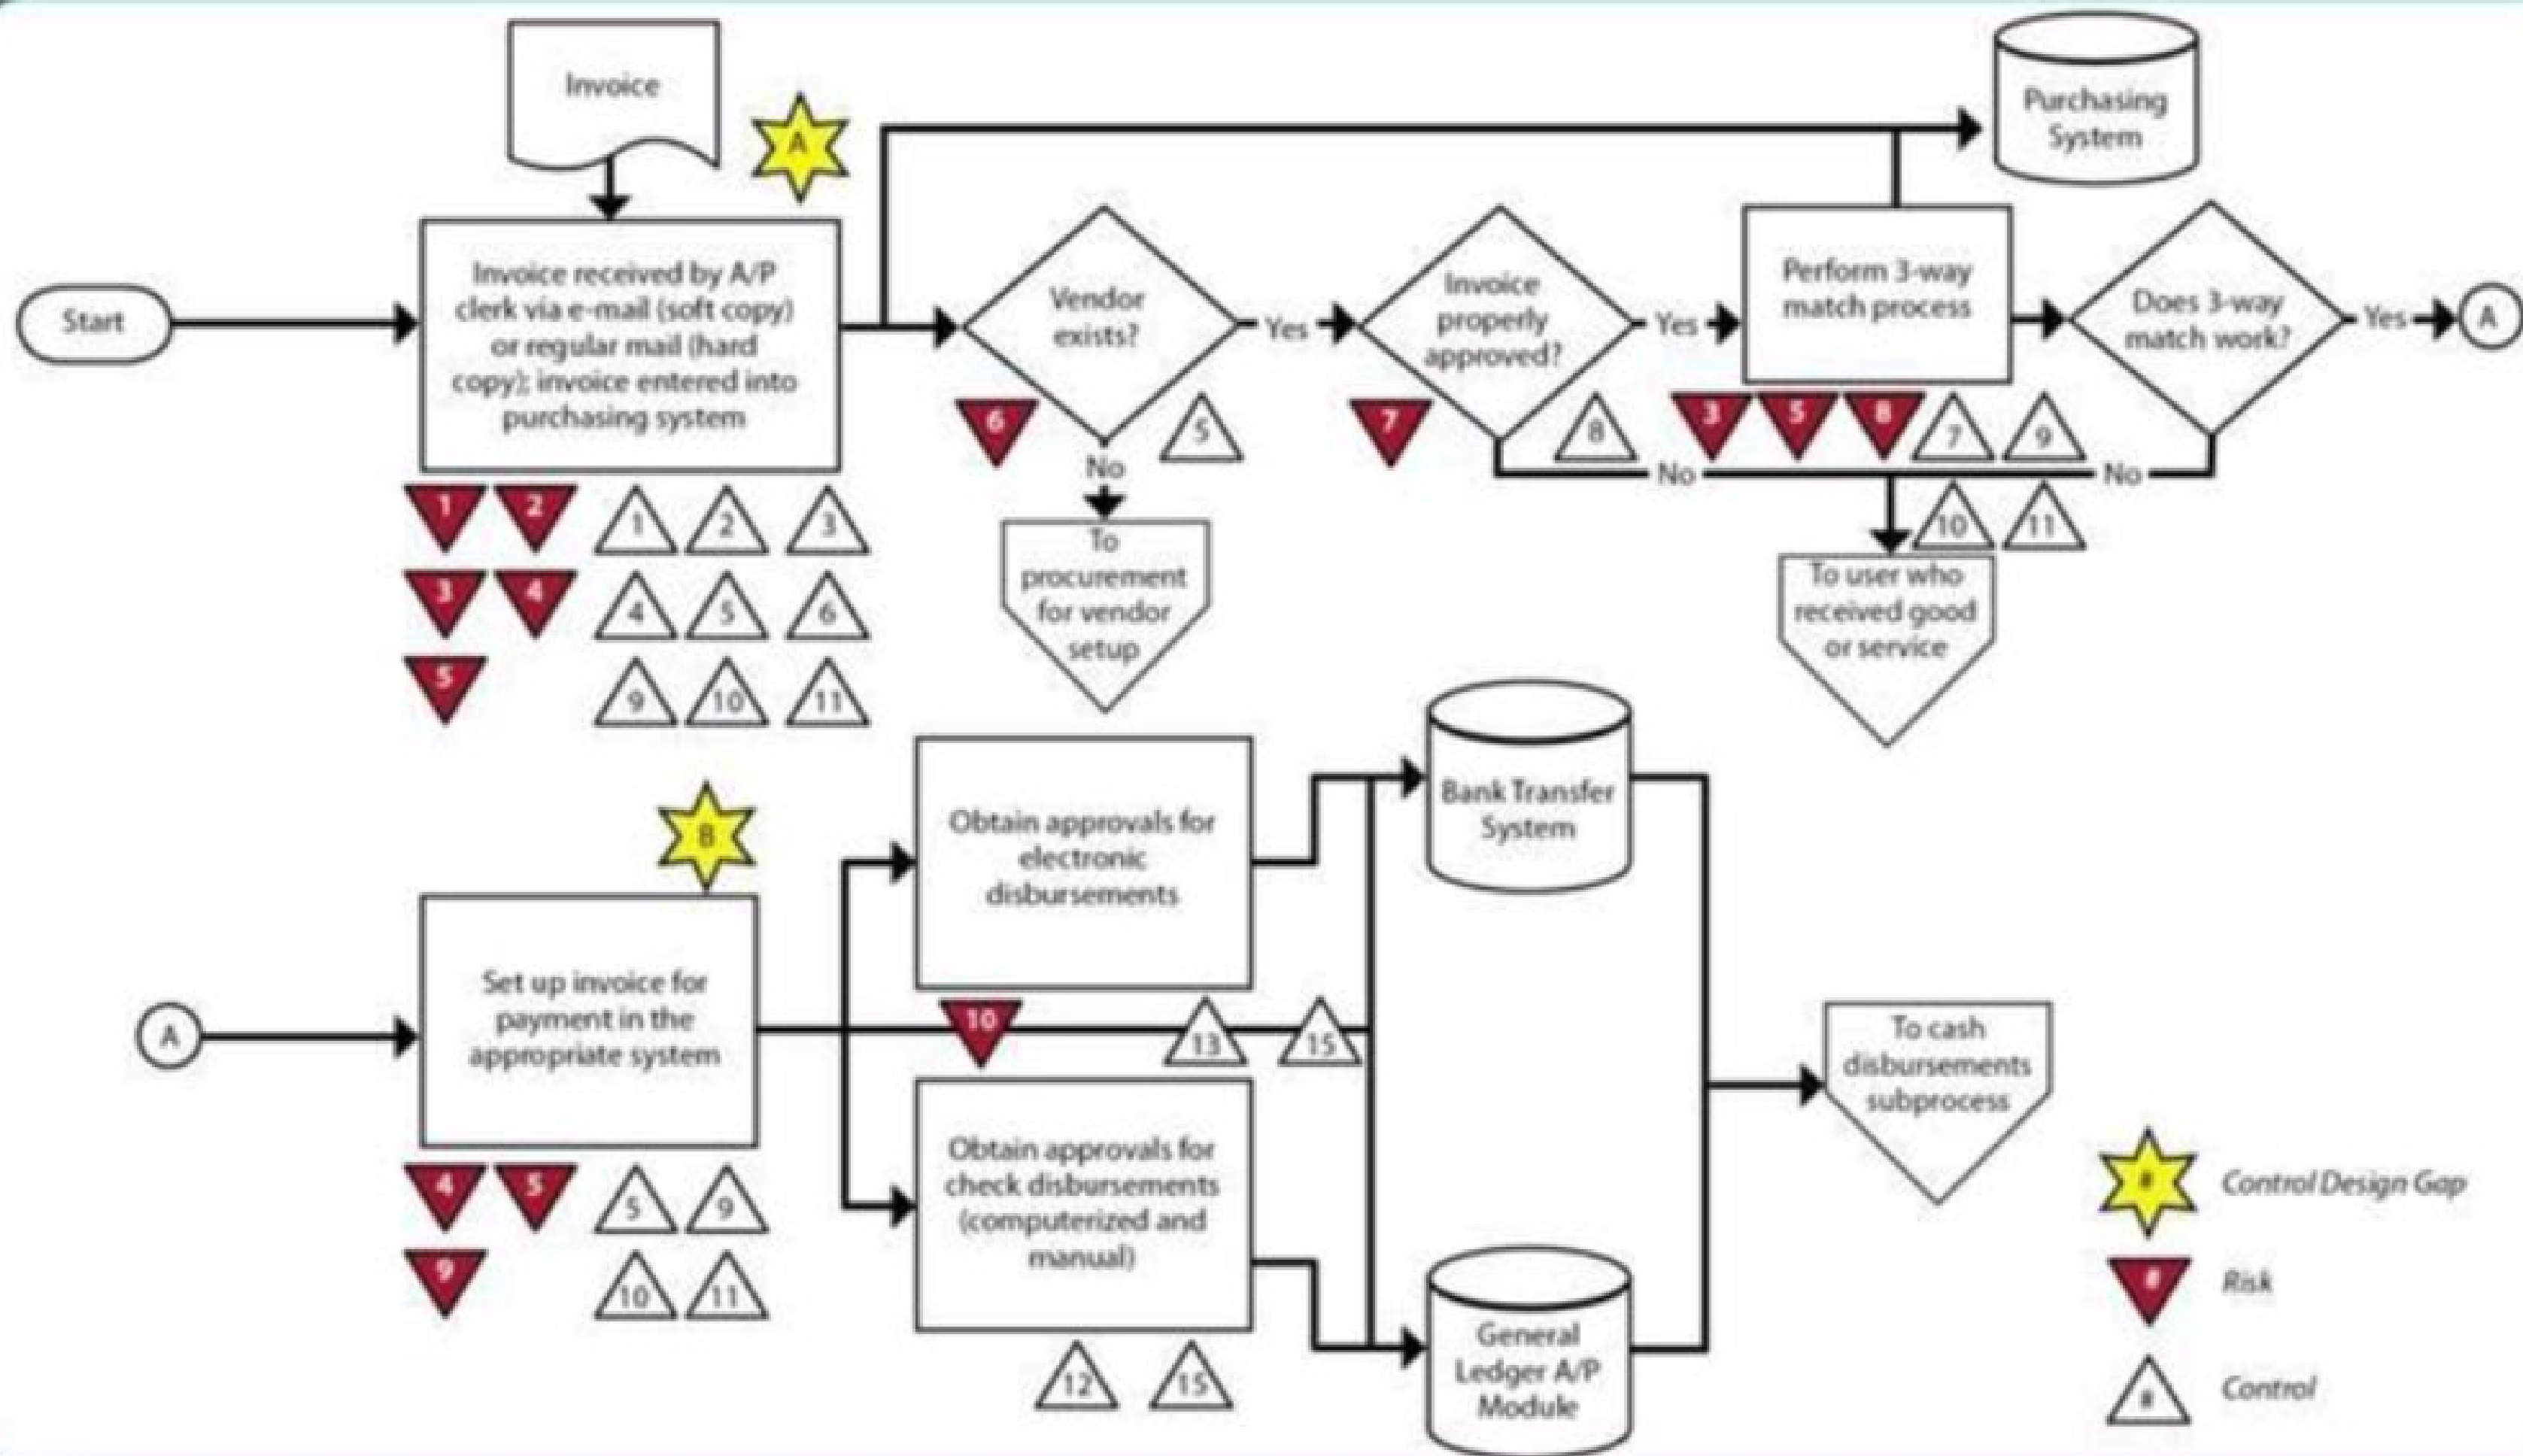 Invoice
A
Purchasing
System
Start
Invoice received by A/P
clerk via e-mail (soft copy)
or regular mail (hard
copy); invoice entered into
purchasing system
Vendor
exists?
Yes
Invoice
properly
approved?
Yes
Perform 3-way
match process
Does 3-way
match work?
Yes
A
6
5
7
8
3
5
8
7
9
No
No
No
1
2
1
2
3
10
11
3
4
4
5
6
5
9
10
11
To
procurement
for vendor
setup
To user who
received good
or service
B
A
Set up invoice for
payment in the
appropriate system
Obtain approvals for
electronic
disbursements
Bank Transfer
System
10
13
15
Obtain approvals for
check disbursements
(computerized and
manual)
To cash
disbursements
subprocess
4
5
5
9
9
10
11
12
15
General
Ledger A/P
Module
#
Control Design Gap
#
Risk
#
Control